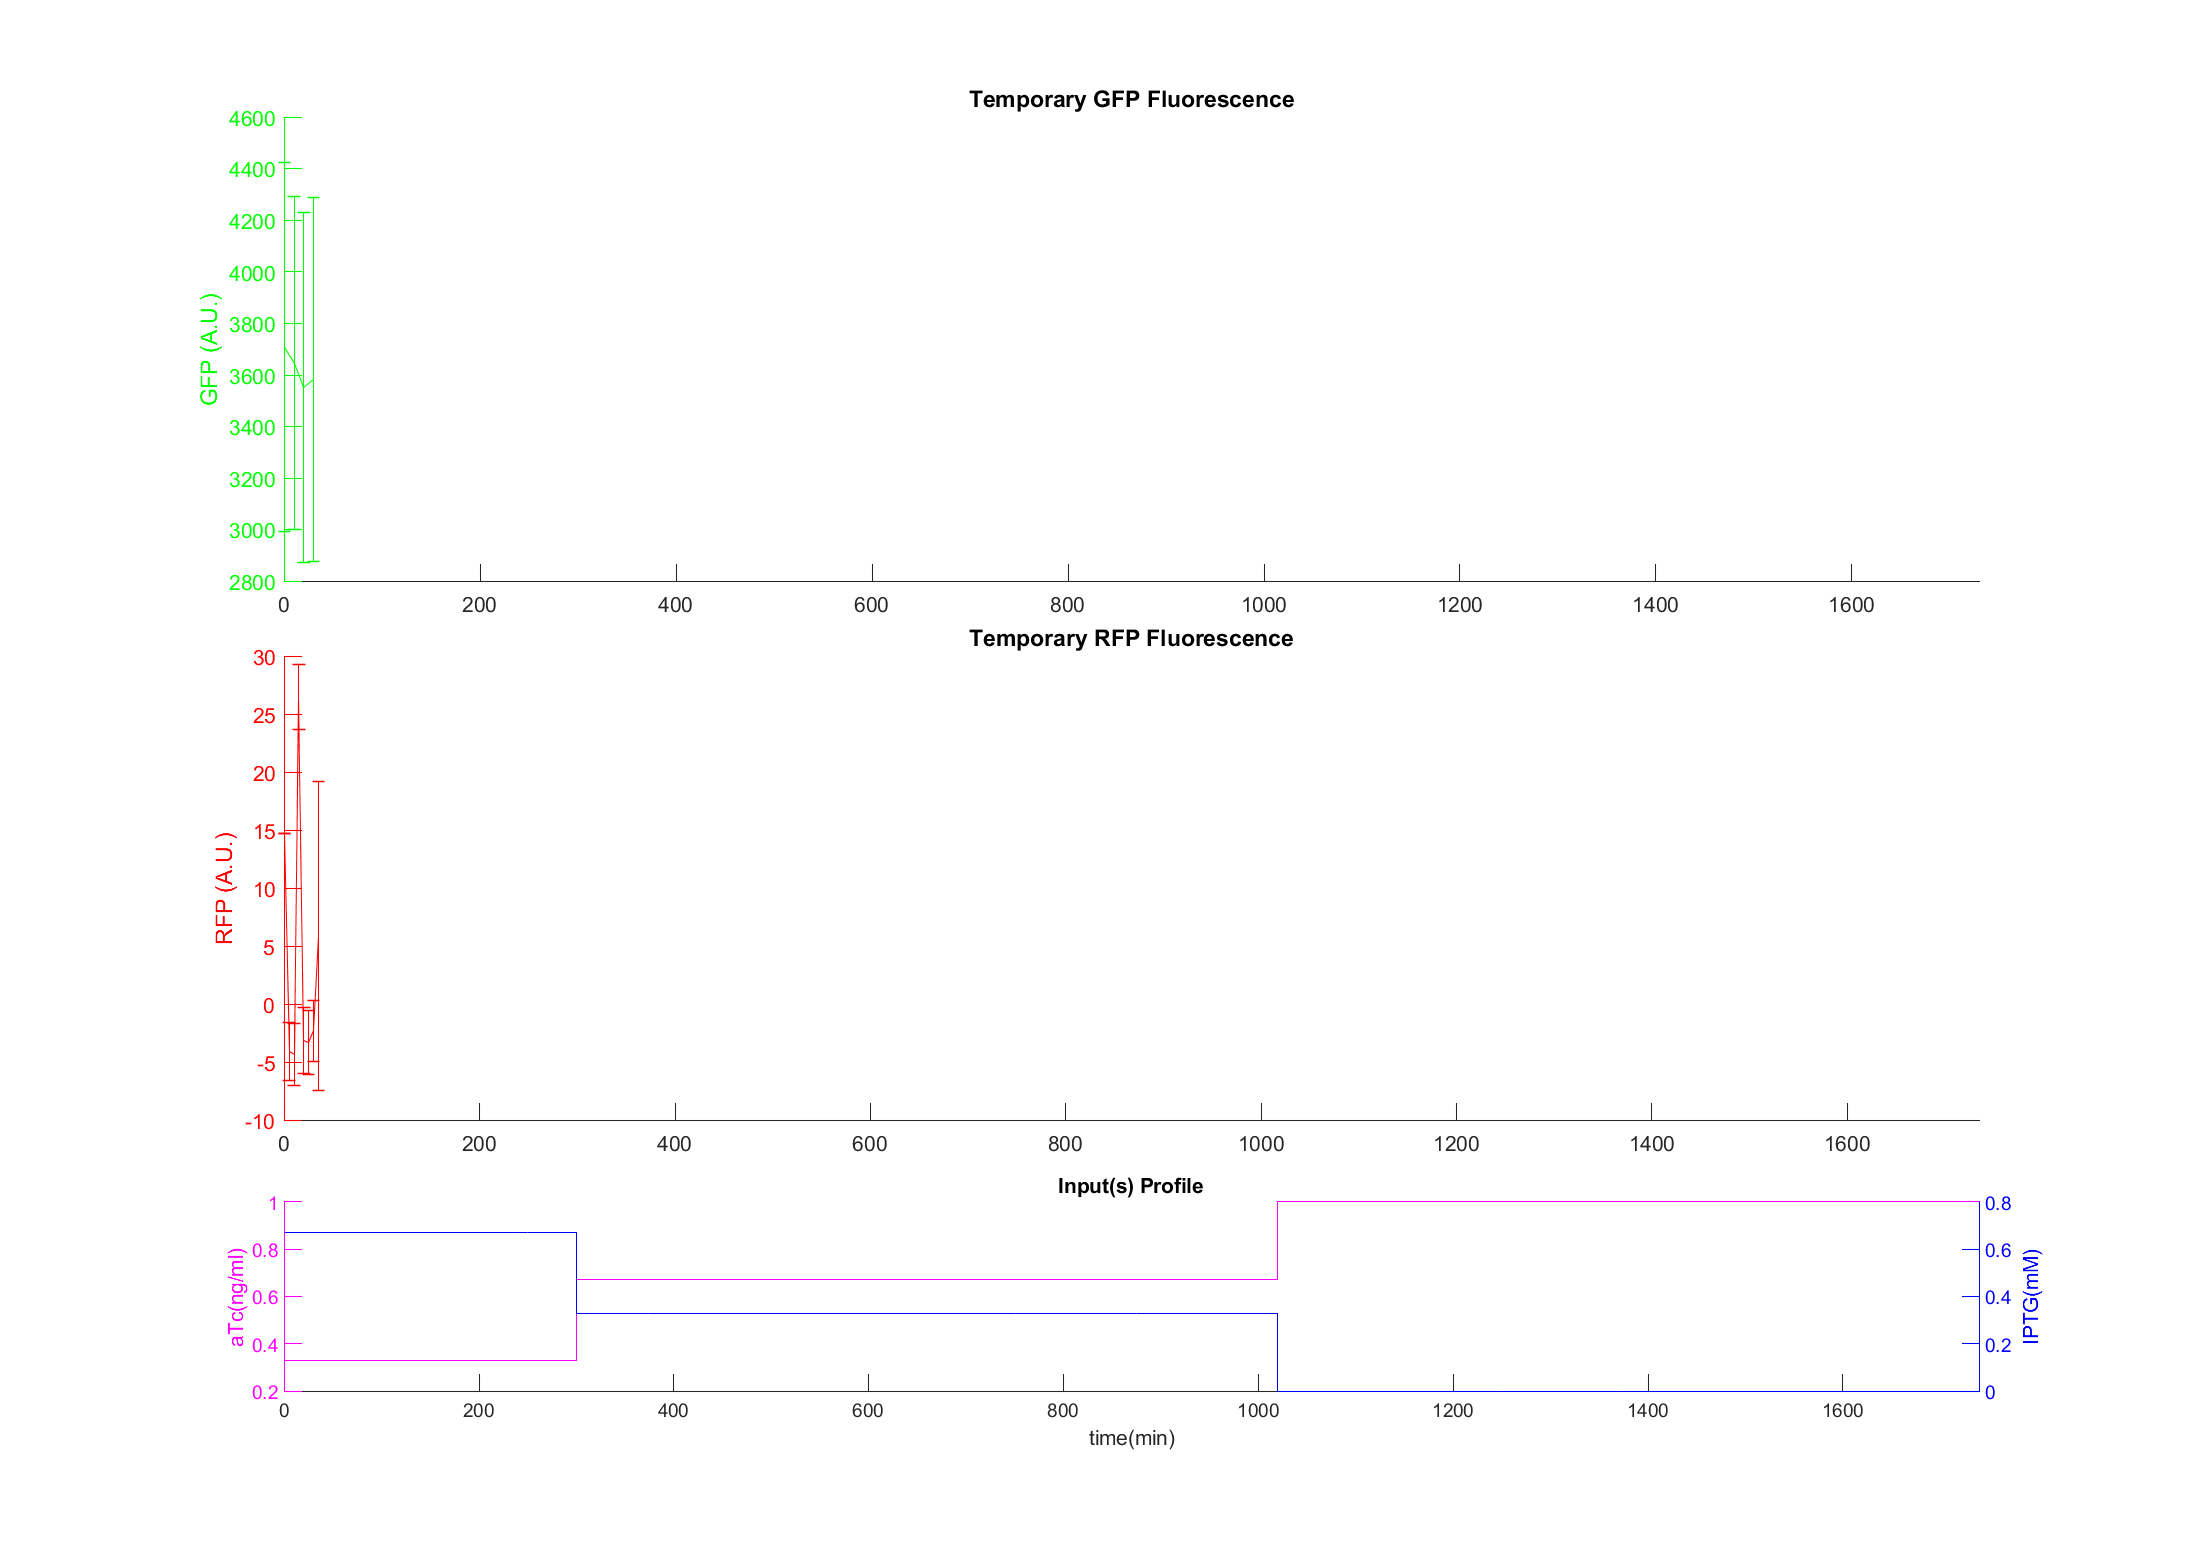 Temporary GFP Fluorescence
GFP (A.U.)
4600
4400
4200
4000
3800
3600
3400
3200
3000
2800
0 200 400 600 800 1000 1200 1400 1600
Temporary RFP Fluorescence
RFP (A.U.)
30
25
20
15
10
5
0
-5
-10
0 200 400 600 800 1000 1200 1400 1600
Input(s) Profile
aTc(ng/ml)
1
0.8
0.6
0.4
0.2
IPTG(mM)
0.8
0.6
0.4
0.2
0
0 200 400 600 800 1000 1200 1400 1600
time(min)